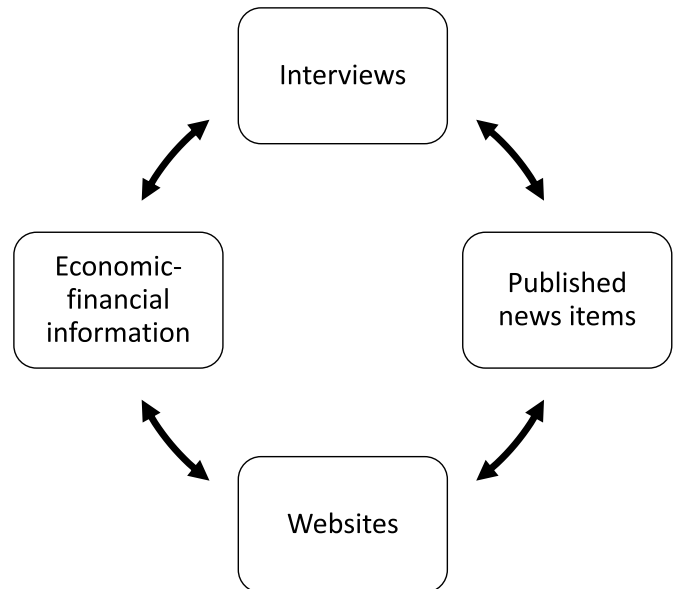 Interviews
Economic-
financial
information
Published
news items
Websites